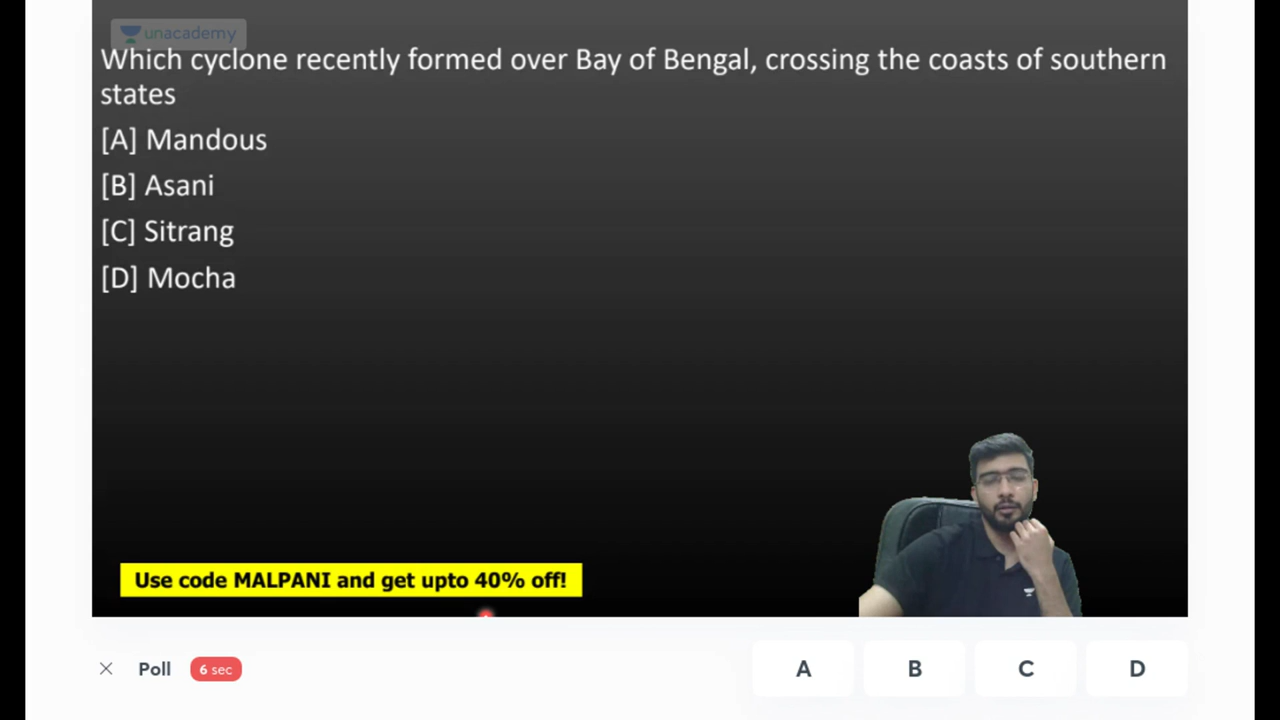 unacademy
Which cyclone recently formed over Bay of Bengal, crossing the coasts of southern
states
[A] Mandous
[B] Asani
[C] Sitrang
[D] Mocha
Use code MALPANI and get upto 40% off!
Poll 6 sec A B C D